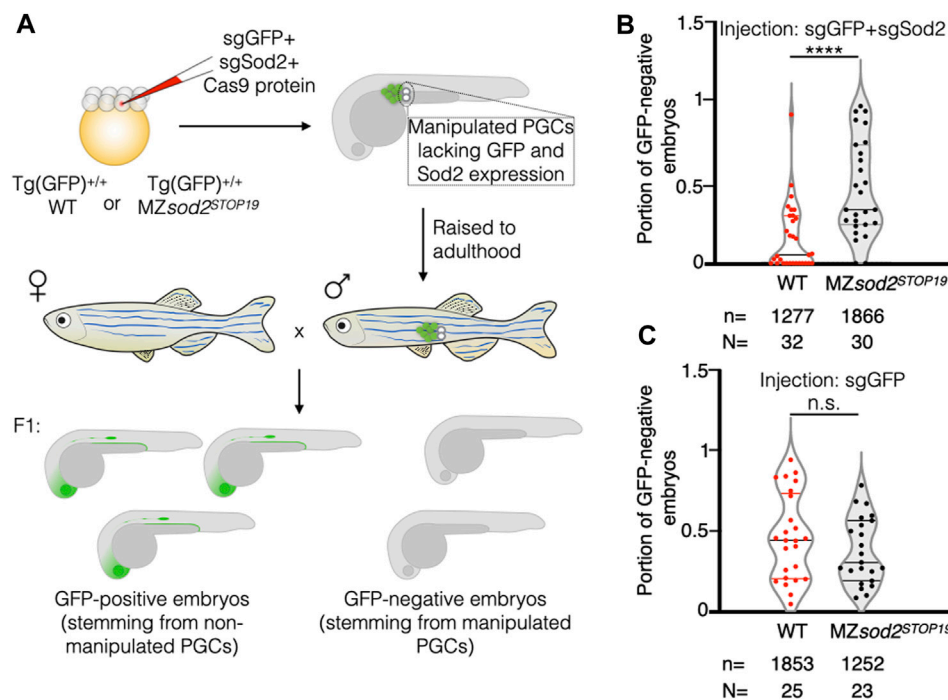 A
sgGFP+
sgSod2+
Cas9 protein
Tg(GFP)+/+ or Tg(GFP)+/+
WT MZsod2STOP19
Manipulated PGCs
lacking GFP and
Sod2 expression
Raised to
adulthood
♀
♂
x
F1:
GFP-positive embryos
(stemming from non-
manipulated PGCs)
GFP-negative embryos
(stemming from manipulated
PGCs)
B
Injection: sgGFP+sgSod2
****
Portion of GFP-negative
embryos
1.5
1
0.5
0
WT MZsod2STOP19
n= 1277 1866
N= 32 30
C
Injection: sgGFP
n.s.
Portion of GFP-negative
embryos
1.5
1
0.5
0
WT MZsod2STOP19
n= 1853 1252
N= 25 23